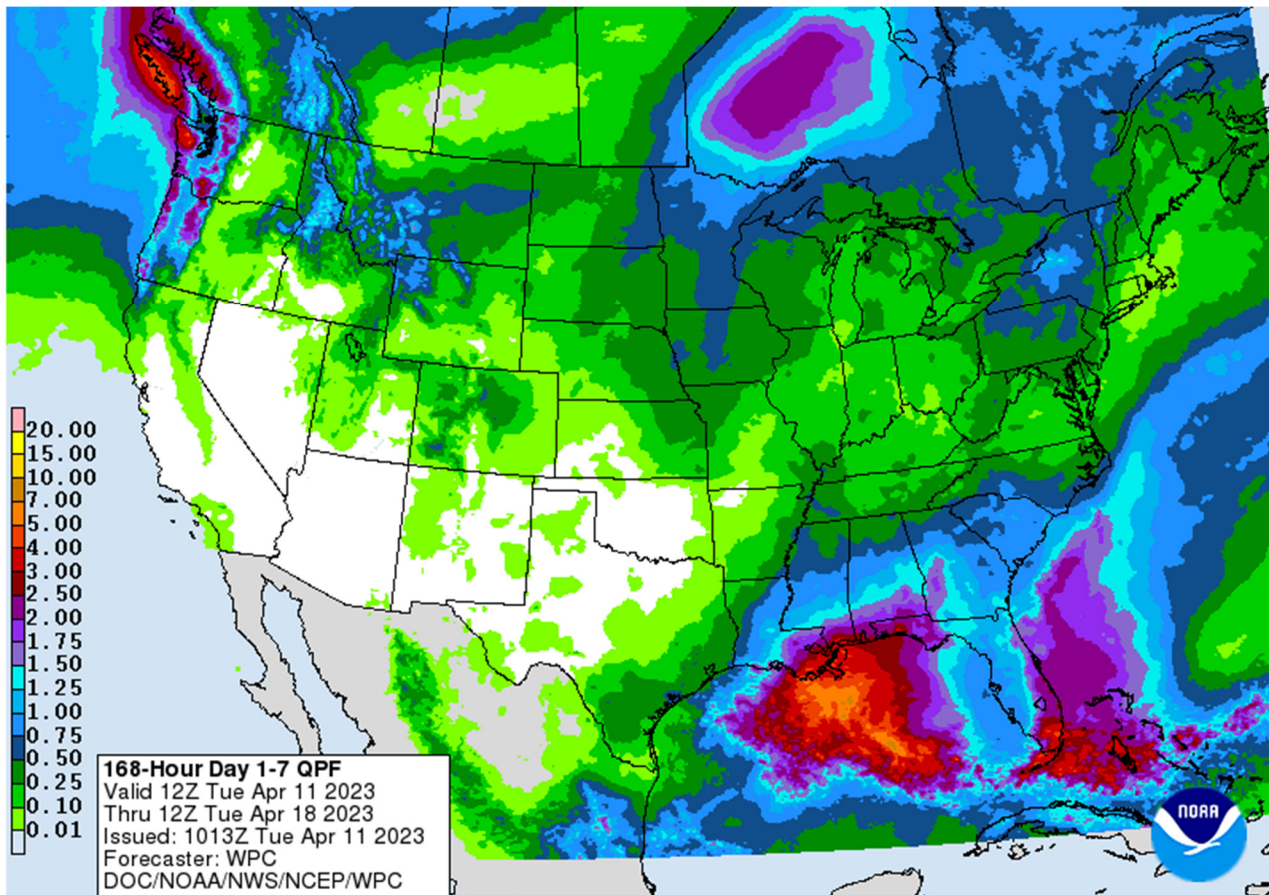 20.00
15.00
10.00
7.00
5.00
4.00
3.00
2.50
2.00
1.75
1.50
1.25
1.00
0.75
0.50
0.25
0.10
0.01
168-Hour Day 1-7 QPF
Valid 12Z Tue Apr 11 2023
Thru 12Z Tue Apr 18 2023
Issued: 1013Z Tue Apr 11 2023
Forecaster: WPC
DOC/NOAA/NWS/NCEP/WPC
NOAA